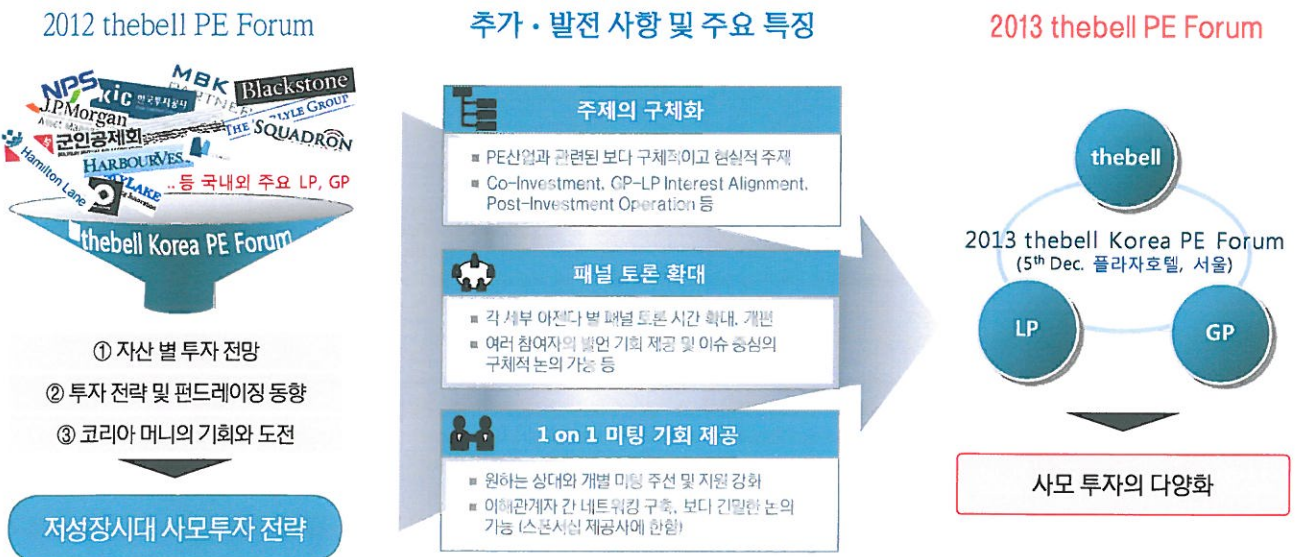 2012 thebell PE Forum
NPS
kic 한국투자공사
MBK
PARTNER
Blackstone
J.P.Morgan
THE
LYLE GROUP
군인공제회
SQUADRON
Hamilton Lane
HARBOURVES
YLAKE
..등 국내외 주요 LP, GP
thebell Korea PE Forum
① 자산 별 투자 전망
② 투자 전략 및 펀드레이징 동향
③ 코리아 머니의 기회와 도전
저성장시대 사모투자 전략
추가 · 발전 사항 및 주요 특징
주제의 구체화
■ PE산업과 관련된 보다 구체적이고 현실적 주제
■ Co-Investment, GP-LP Interest Alignment,
Post-Investment Operation 등
패널 토론 확대
■ 각 세부 아젠다 별 패널 토론 시간 확대, 개편
■ 여러 참여자의 발언 기회 제공 및 이슈 중심의
구체적 논의 가능 등
1 on 1 미팅 기회 제공
■ 원하는 상대와 개별 미팅 주선 및 지원 강화
■ 이해관계자 간 네트워킹 구축, 보다 긴밀한 논의
가능 (스폰서십 제공사에 한함)
2013 thebell PE Forum
thebell
2013 thebell Korea PE Forum
(5th Dec. 플라자호텔, 서울)
LP
GP
사모 투자의 다양화